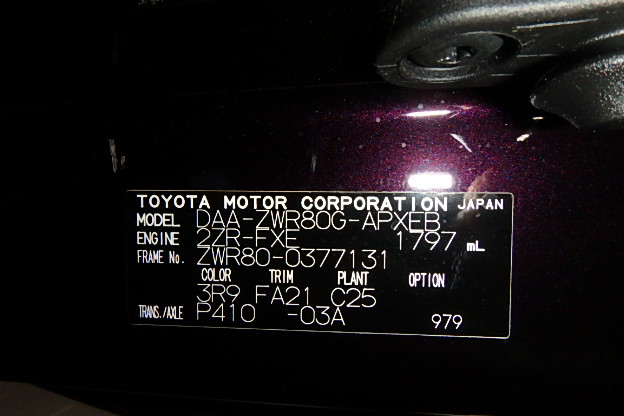 TOYOTA MOTOR CORPORATION JAPAN
MODEL DAA-ZWR80G-APXEB
ENGINE 2ZR-FXE 1797 mL
FRAME No. ZWR80-0377131
COLOR TRIM PLANT OPTION
3R9 FA21 C25
TRANS./AXLE P410 -03A 979